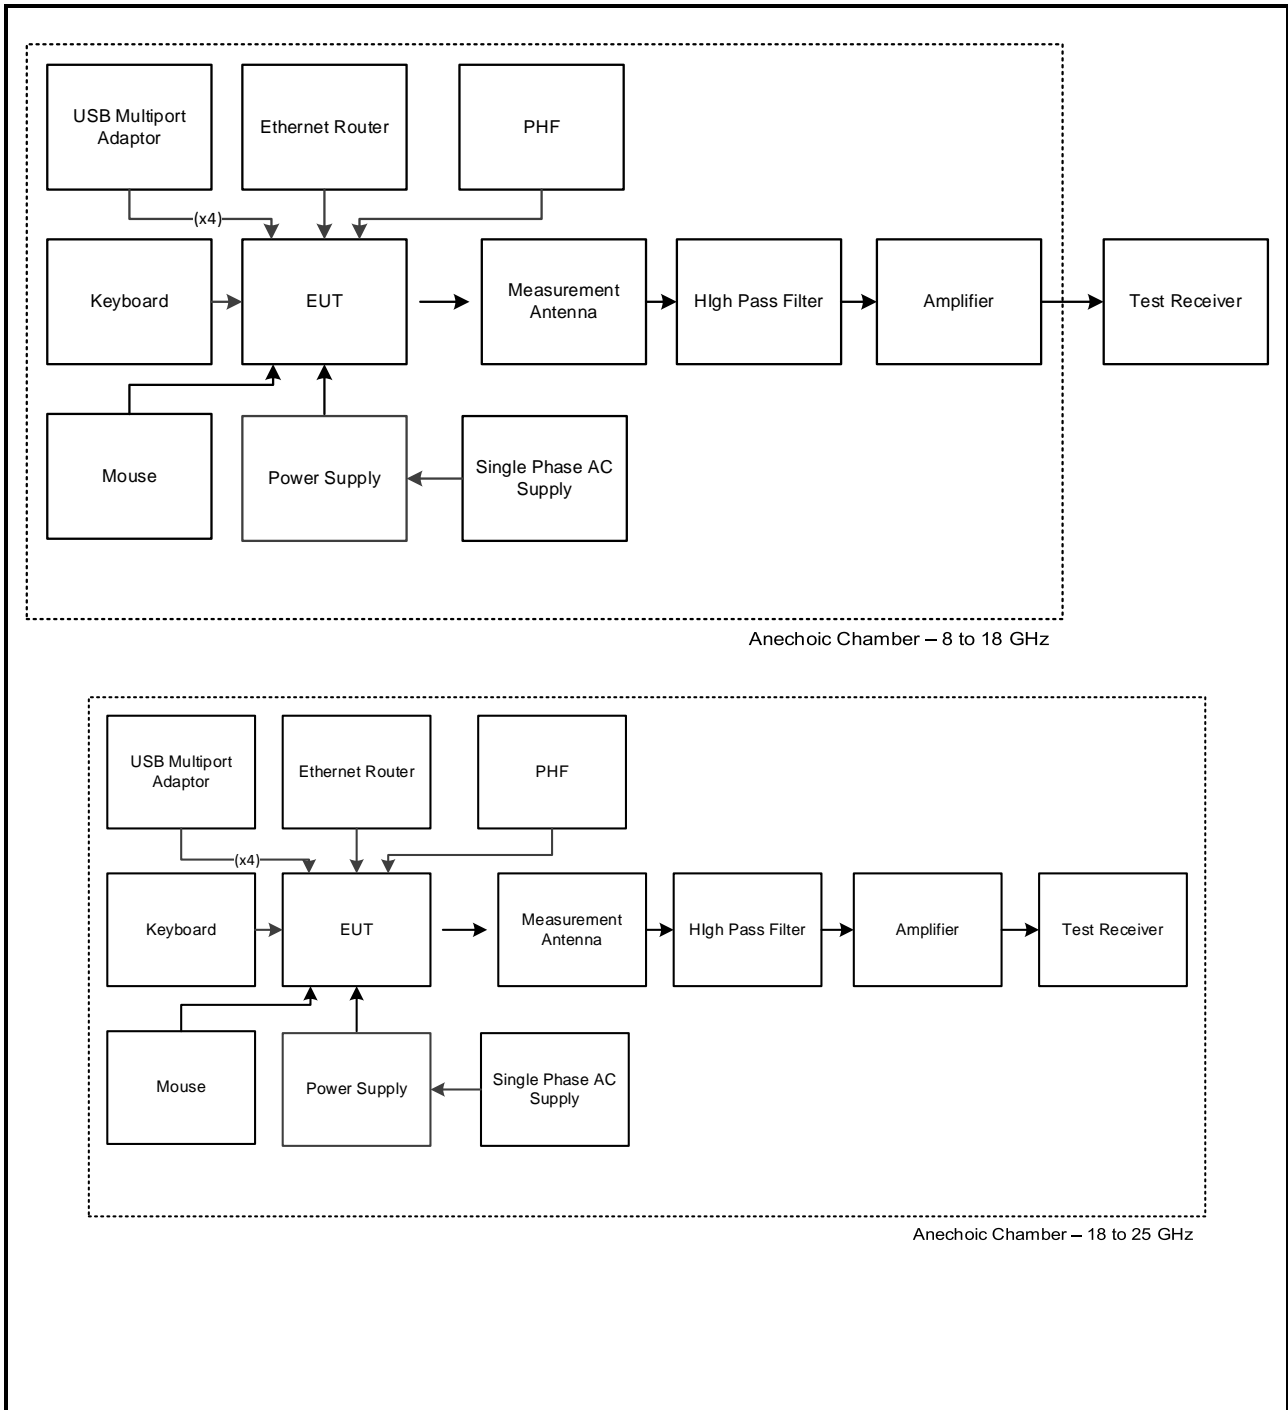 USB Multiport
Adaptor
Ethernet Router
PHF
(x4)
Keyboard
EUT
Measurement
Antenna
HIgh Pass Filter
Amplifier
Test Receiver
Mouse
Power Supply
Single Phase AC
Supply
Anechoic Chamber – 8 to 18 GHz
USB Multiport
Adaptor
Ethernet Router
PHF
(x4)
Keyboard
EUT
Measurement
Antenna
HIgh Pass Filter
Amplifier
Test Receiver
Mouse
Power Supply
Single Phase AC
Supply
Anechoic Chamber – 18 to 25 GHz